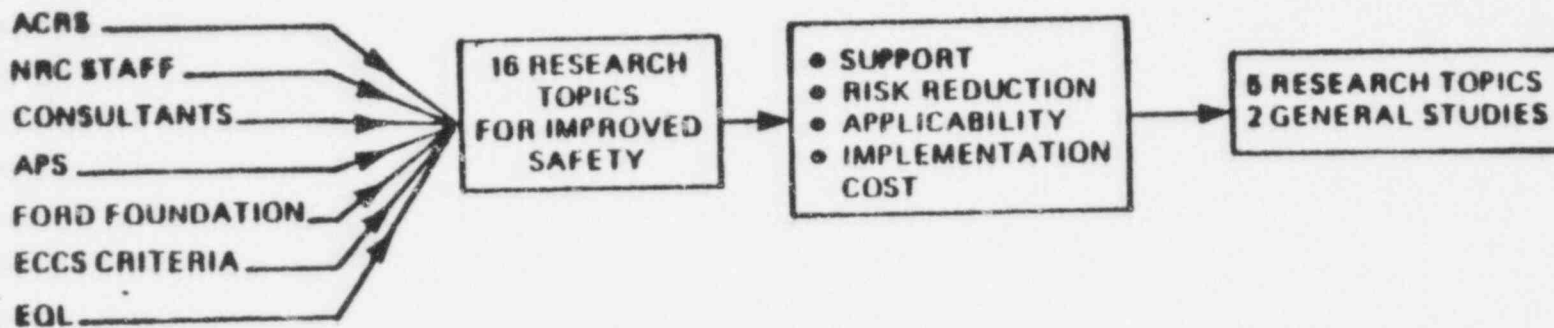 ACRS
NRC STAFF
CONSULTANTS
APS
FORD FOUNDATION
ECCS CRITERIA
EQL
16 RESEARCH
TOPICS
FOR IMPROVED
SAFETY
• SUPPORT
• RISK REDUCTION
• APPLICABILITY
• IMPLEMENTATION
COST
5 RESEARCH TOPICS
2 GENERAL STUDIES